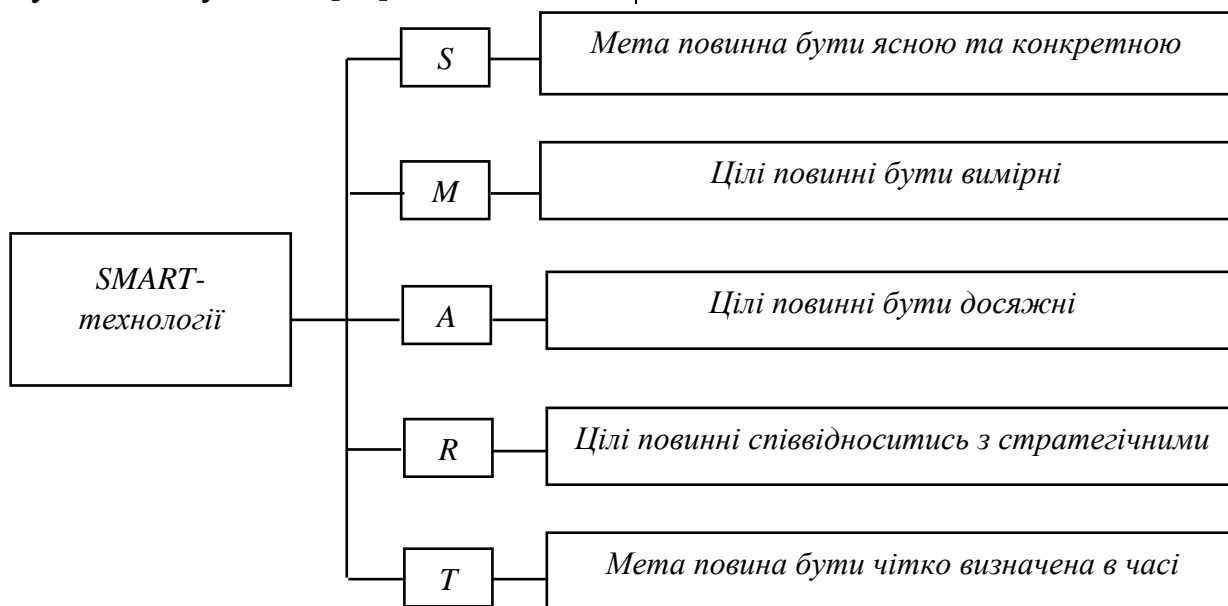 S
Мета повинна бути ясною та конкретною
M
Цілі повинні бути вимірні
SMART-
технології
A
Цілі повинні бути досяжні
R
Цілі повинні співвідноситись з стратегічними
T
Мета повина бути чітко визначена в часі